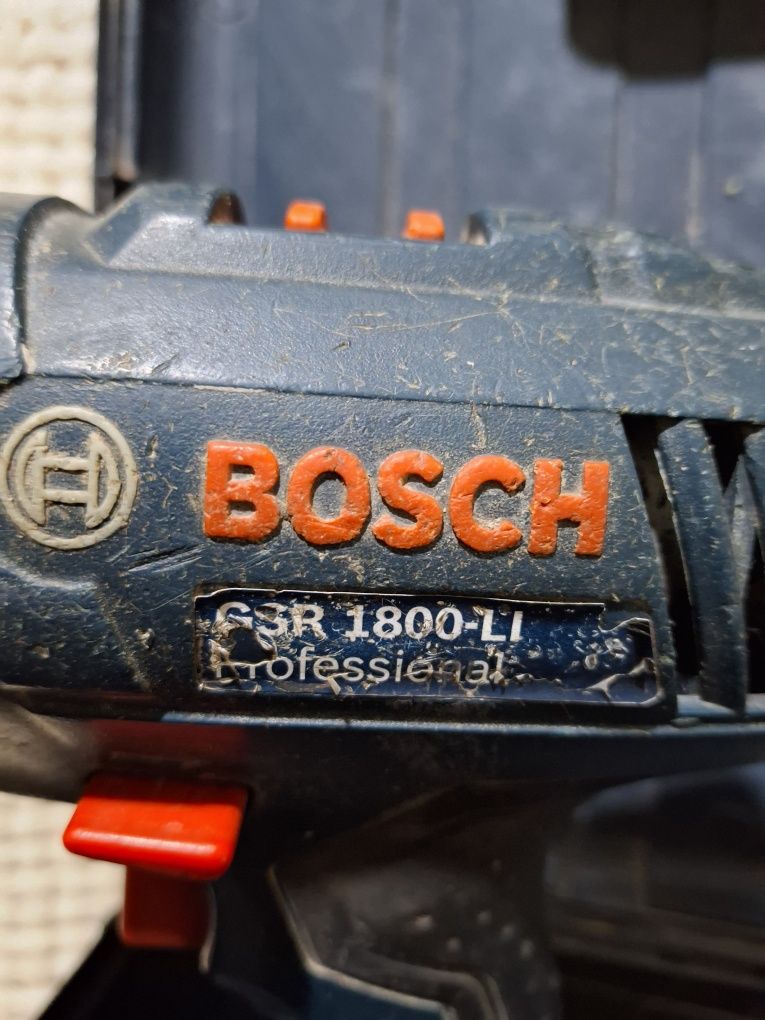 BOSCH
GSR 1800-LI
Professional